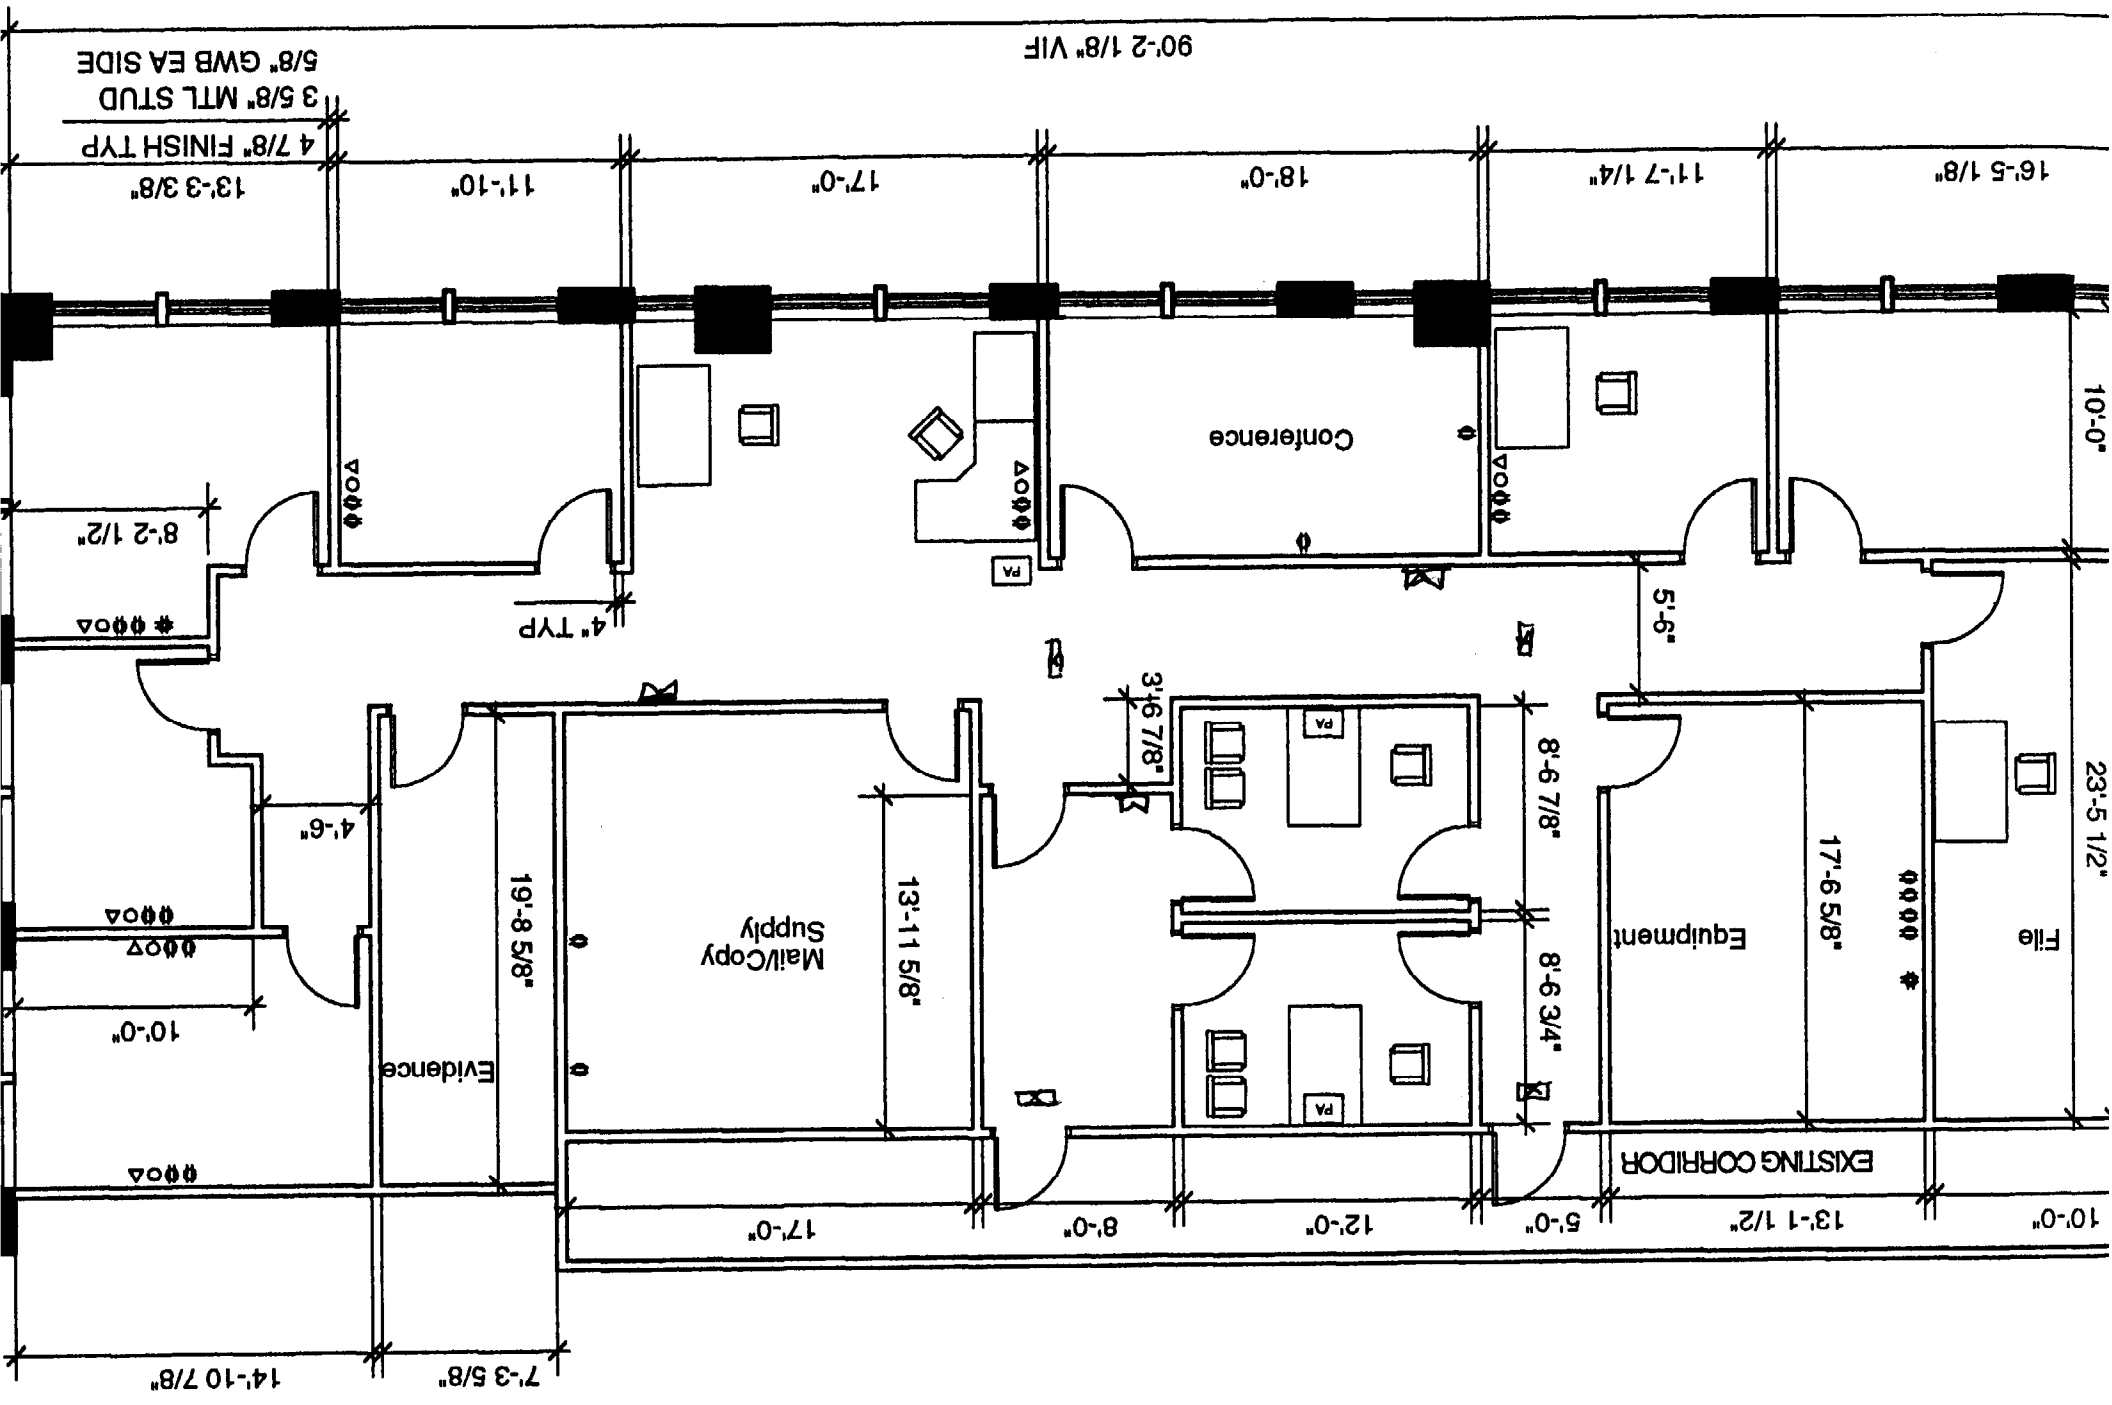 90'-2 1/8" VIF
4 7/8" FINISH TYP
3 5/8" MTL STUD
5/8" GWB EA SIDE
16'-5 1/8"
11'-7 1/4"
18'-0"
17'-0"
11'-10"
13'-3 3/8"
10'-0"
Conference
8'-2 1/2"
PA
4" TYP
5'-6"
3'-6 7/8"
PA
8'-6 7/8"
23'-5 1/2"
4'-6"
17'-6 5/8"
19'-8 5/8"
13'-11 5/8"
File
Equipment
Mail/Copy
Supply
8'-6 3/4"
10'-0"
Evidence
PA
EXISTING CORRIDOR
10'-0"
13'-1 1/2"
5'-0"
12'-0"
8'-0"
17'-0"
7'-3 5/8"
14'-10 7/8"